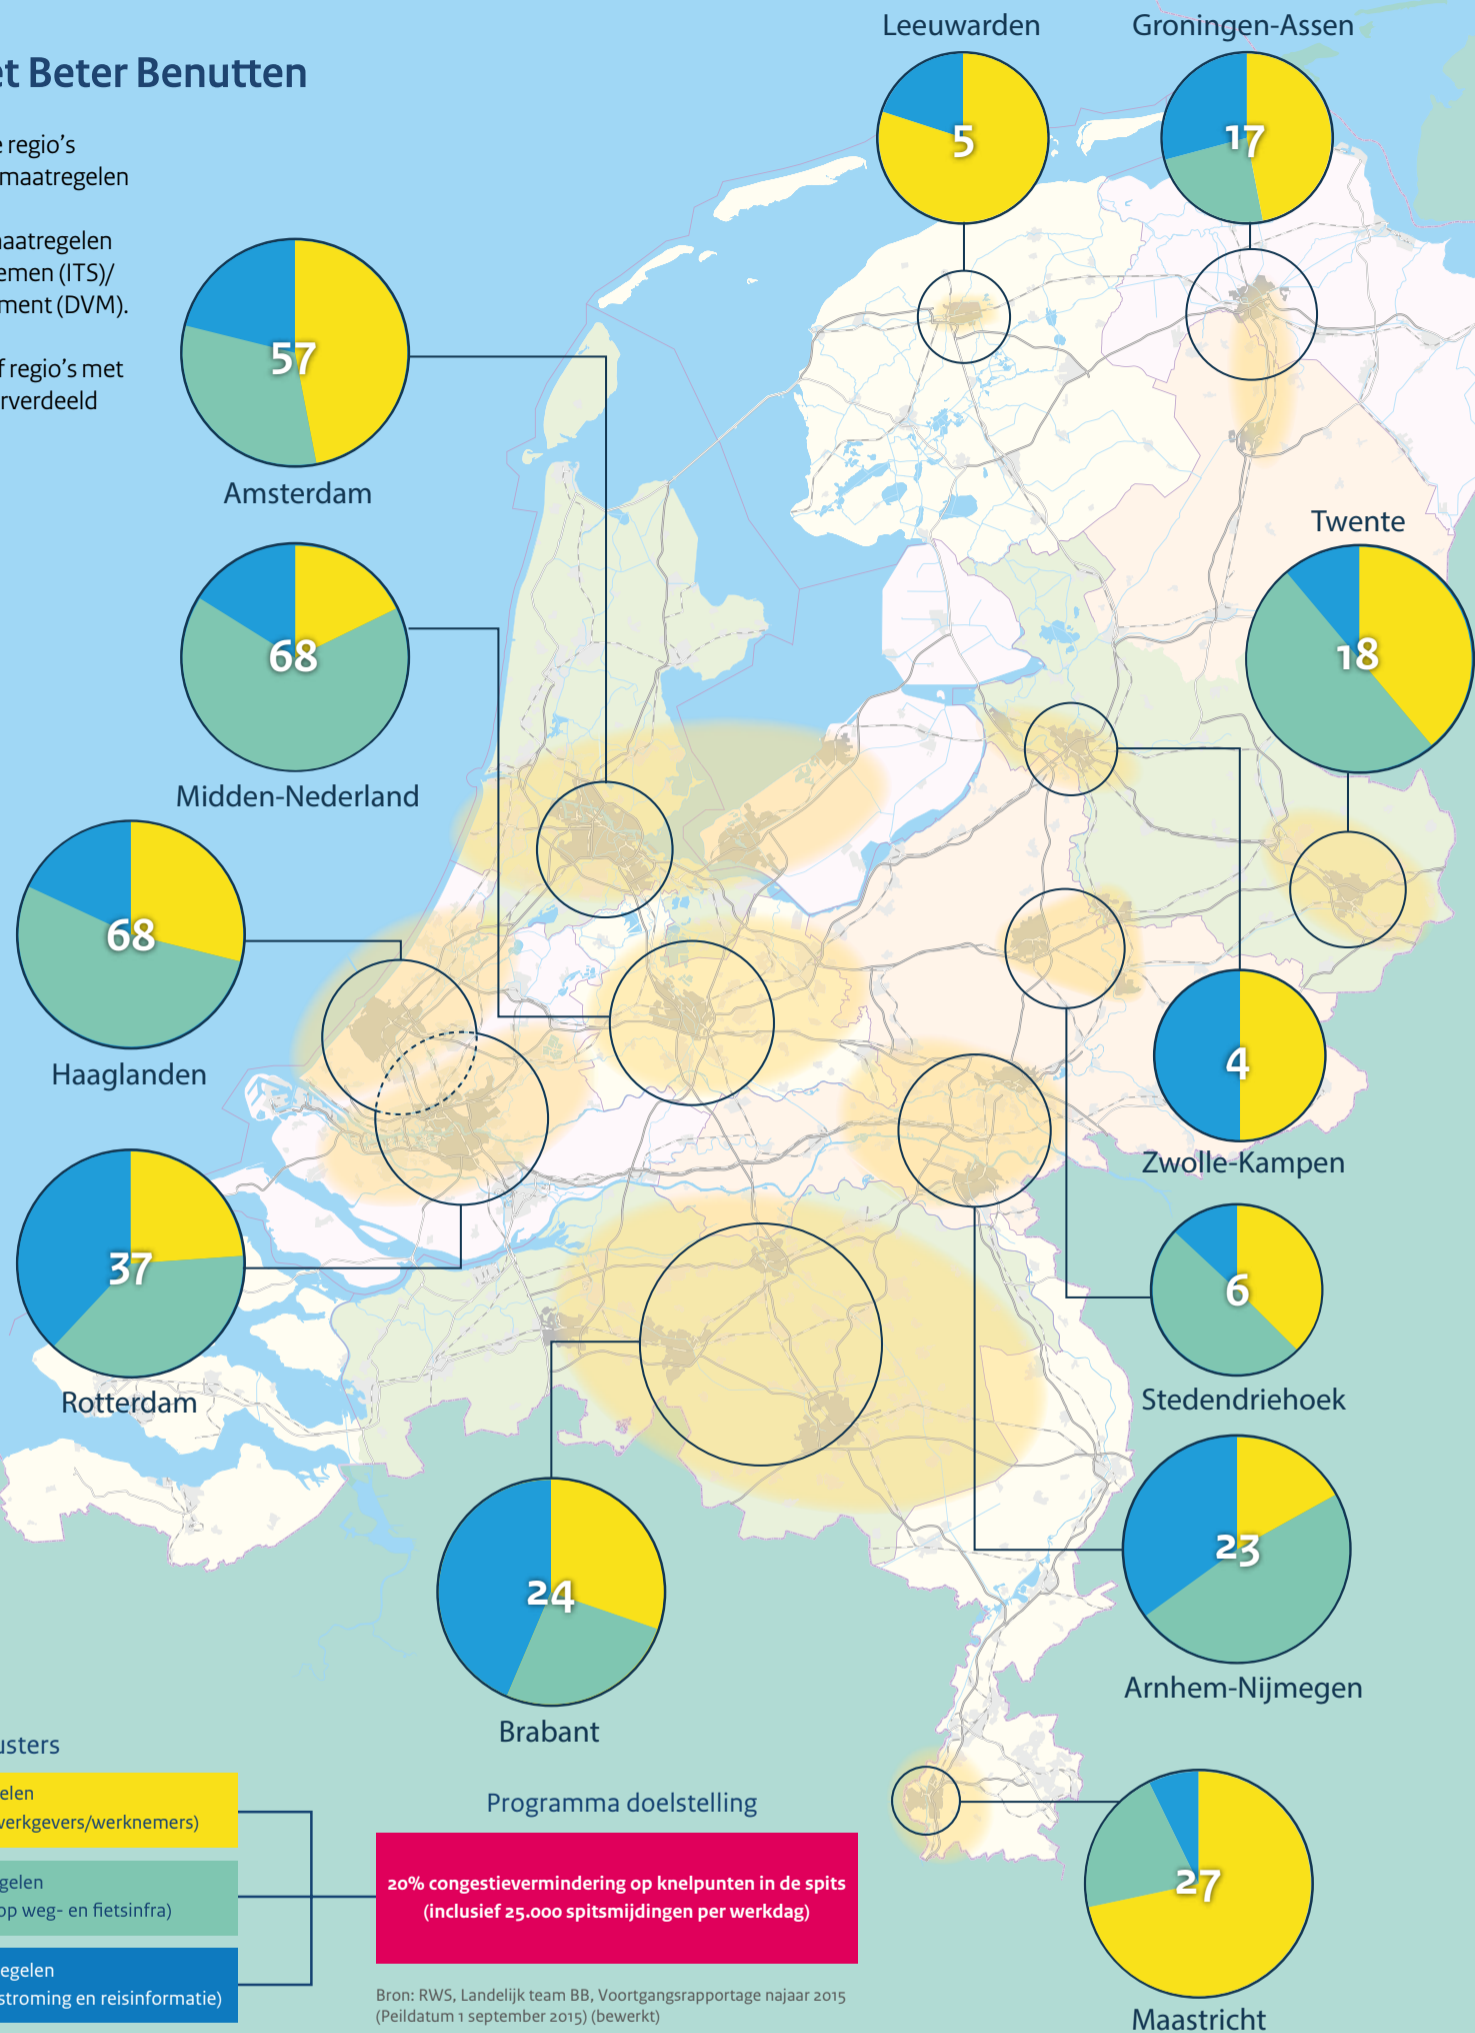 et Beter Benutten
e regio's
maatregelen
aatregelen
emen (ITS)/
ment (DVM).
f regio's met
rverdeeld
Leeuwarden
5
Groningen-Assen
17
57
Amsterdam
Twente
18
68
Midden-Nederland
68
Haaglanden
4
Zwolle-Kampen
37
Rotterdam
6
Stedendriehoek
23
Arnhem-Nijmegen
24
Brabant
27
Maastricht
usters
elen
werkgevers/werknemers)
gelen
op weg- en fietsinfra)
egelen
stroming en reisinformatie)
Programma doelstelling
20% congestievermindering op knelpunten in de spits
(inclusief 25.000 spitsmijdingen per werkdag)
Bron: RWS, Landelijk team BB, Voortgangsrapportage najaar 2015
(Peildatum 1 september 2015) (bewerkt)